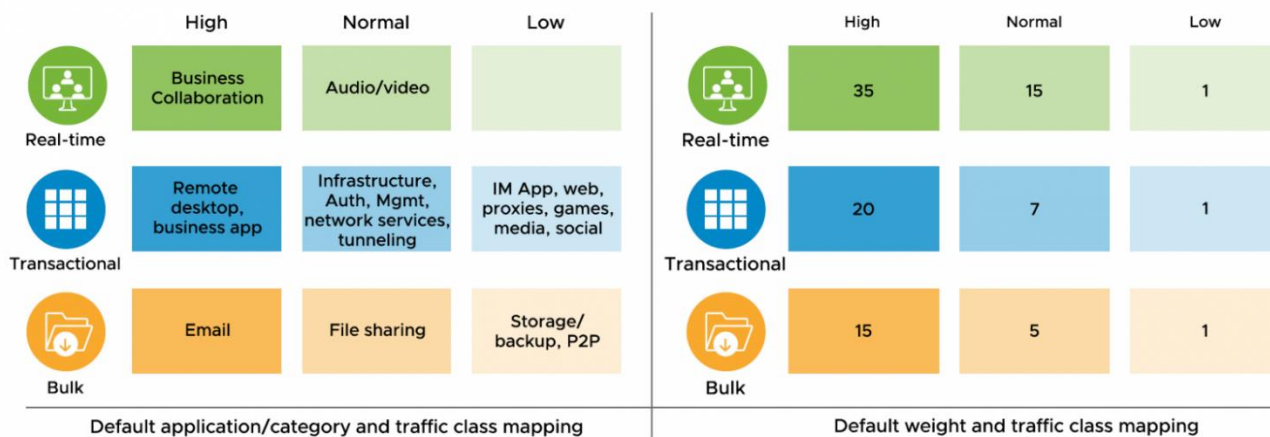 High Normal Low
Business
Collaboration
Audio/video
Real-time
Remote
desktop,
business app
Infrastructure,
Auth, Mgmt,
network services,
tunneling
IM App, web,
proxies, games,
media, social
Transactional
Email
File sharing
Storage/
backup, P2P
Bulk
Default application/category and traffic class mapping
High Normal Low
35 15 1
Real-time
20 7 1
Transactional
15 5 1
Bulk
Default weight and traffic class mapping